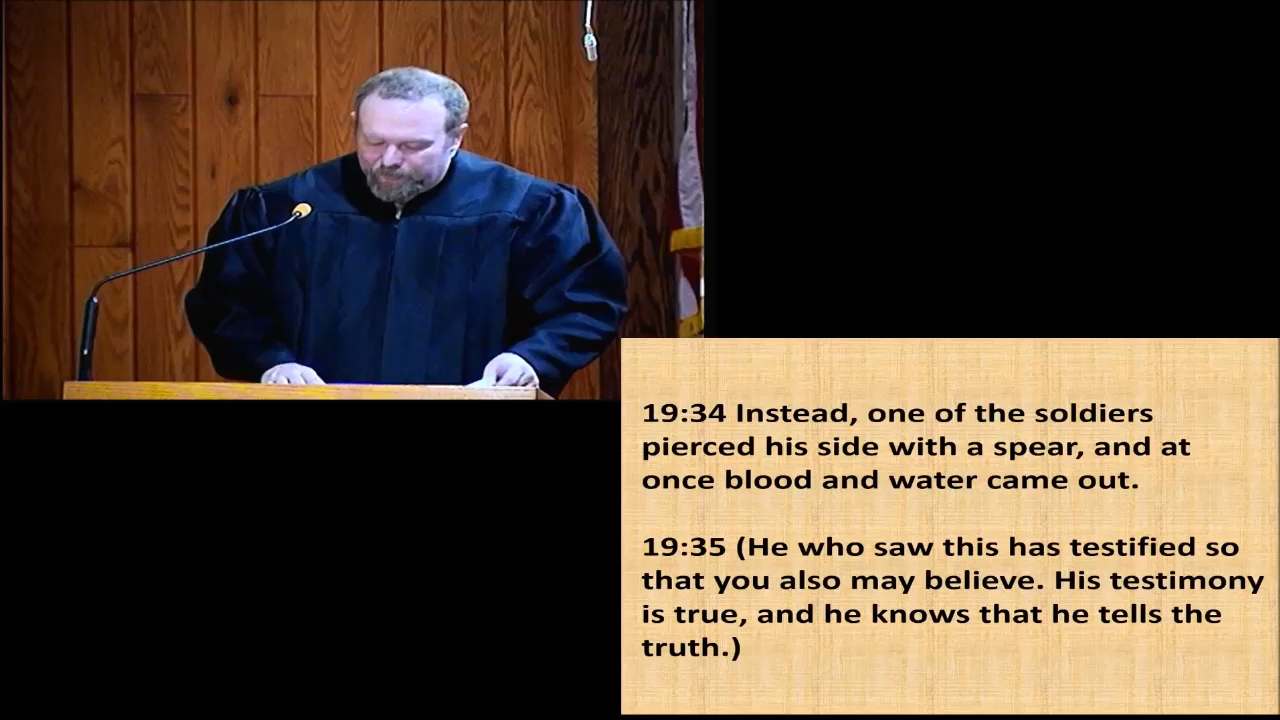 19:34 Instead, one of the soldiers
pierced his side with a spear, and at
once blood and water came out.
19:35 (He who saw this has testified so
that you also may believe. His testimony
is true, and he knows that he tells the
truth.)